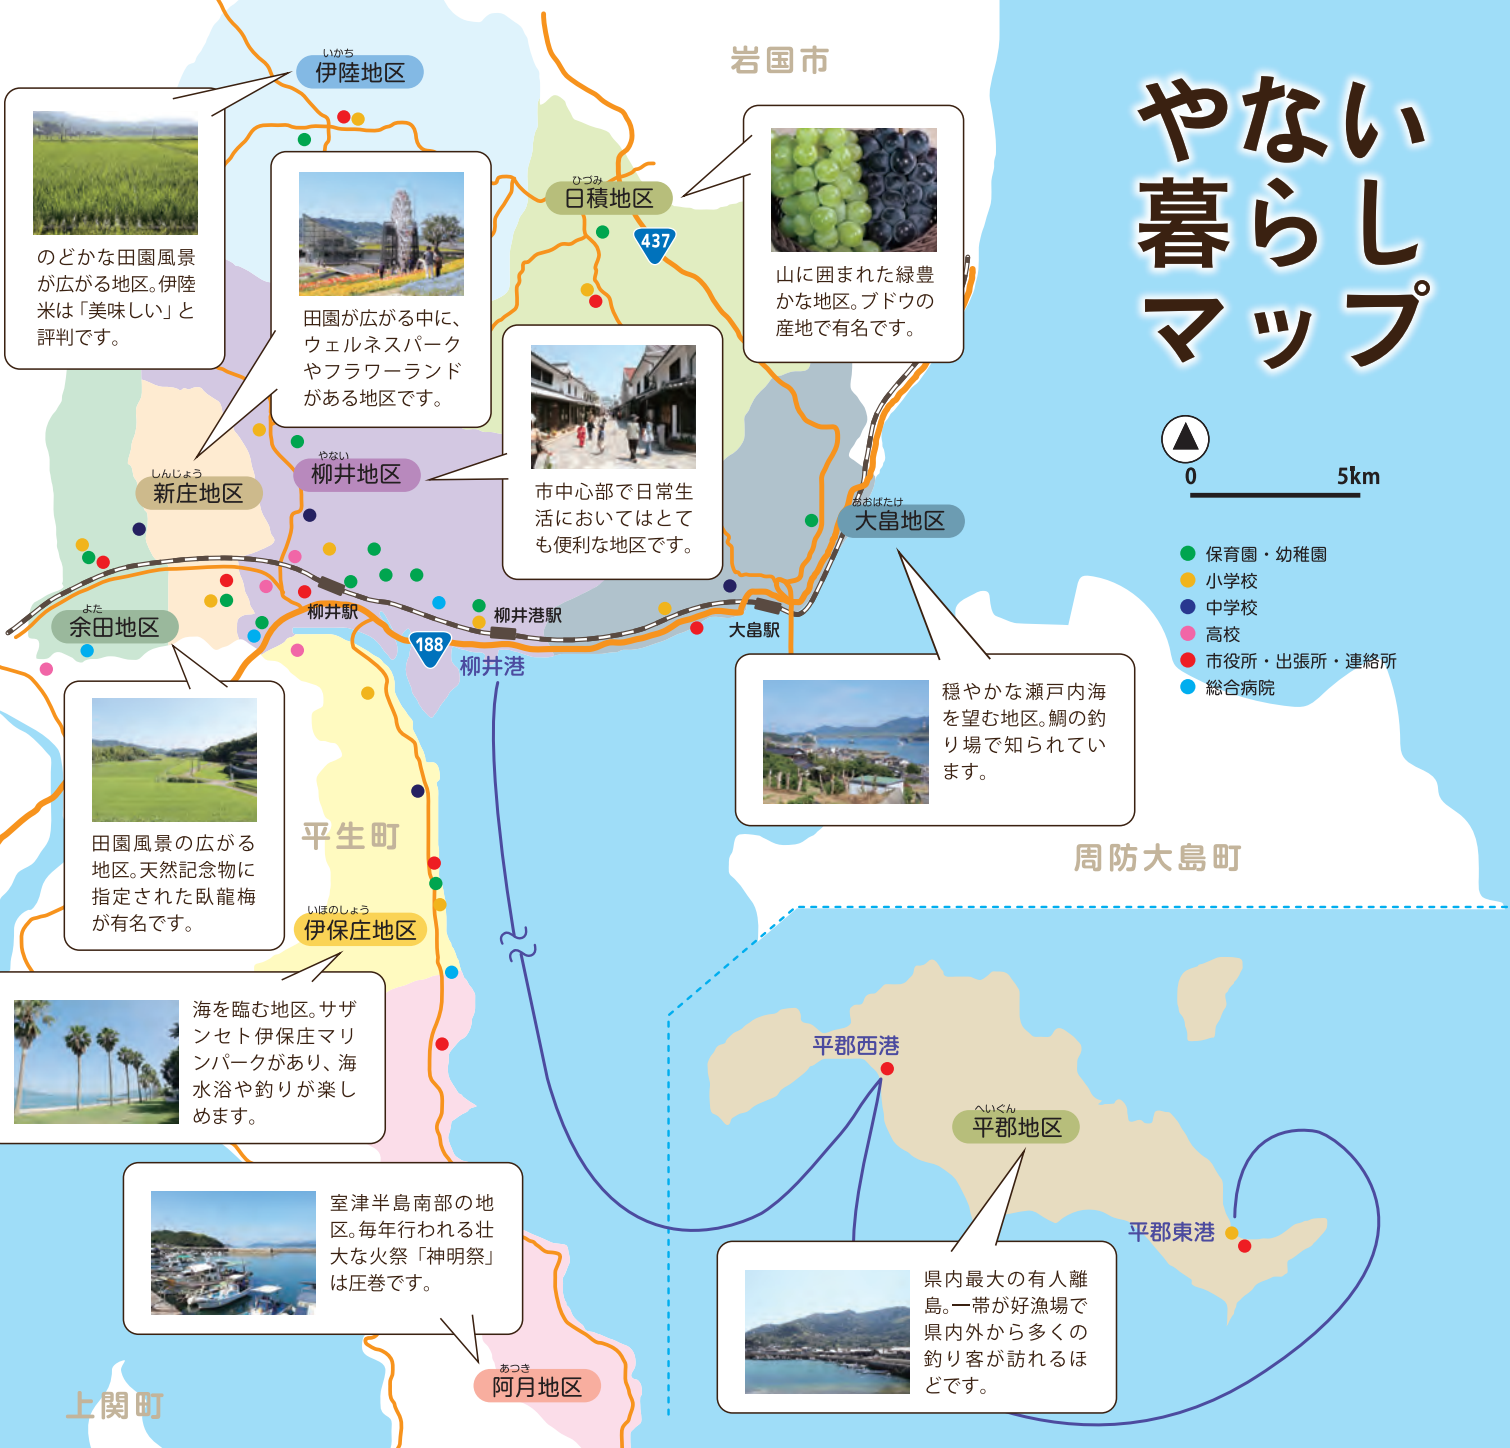 やない
暮らし
マップ
0 5km
保育園・幼稚園
小学校
中学校
高校
市役所・出張所・連絡所
総合病院
岩国市
いかち
伊陸地区
のどかな田園風景
が広がる地区。伊陸
米は「美味しい」と
評判です。
田園が広がる中に、
ウェルネスパーク
やフラワーランド
がある地区です。
しんじょう
新庄地区
ひづみ
日積地区
437
山に囲まれた緑豊
かな地区。ブドウの
産地で有名です。
やない
柳井地区
市中心部で日常生
活においてはとて
も便利な地区です。
おおばたけ
大畠地区
穏やかな瀬戸内海
を望む地区。鯛の釣
り場で知られてい
ます。
柳井駅
柳井港駅
大畠駅
188
柳井港
よた
余田地区
田園風景の広がる
地区。天然記念物に
指定された臥龍梅
が有名です。
平生町
周防大島町
いほのしょう
伊保庄地区
海を臨む地区。サザ
ンセト伊保庄マリ
ンパークがあり、海
水浴や釣りが楽し
めます。
室津半島南部の地
区。毎年行われる壮
大な火祭「神明祭」
は圧巻です。
あつき
阿月地区
上関町
平郡西港
へいぐん
平郡地区
平郡東港
県内最大の有人離
島。一帯が好漁場で
県内外から多くの
釣り客が訪れるほ
どです。